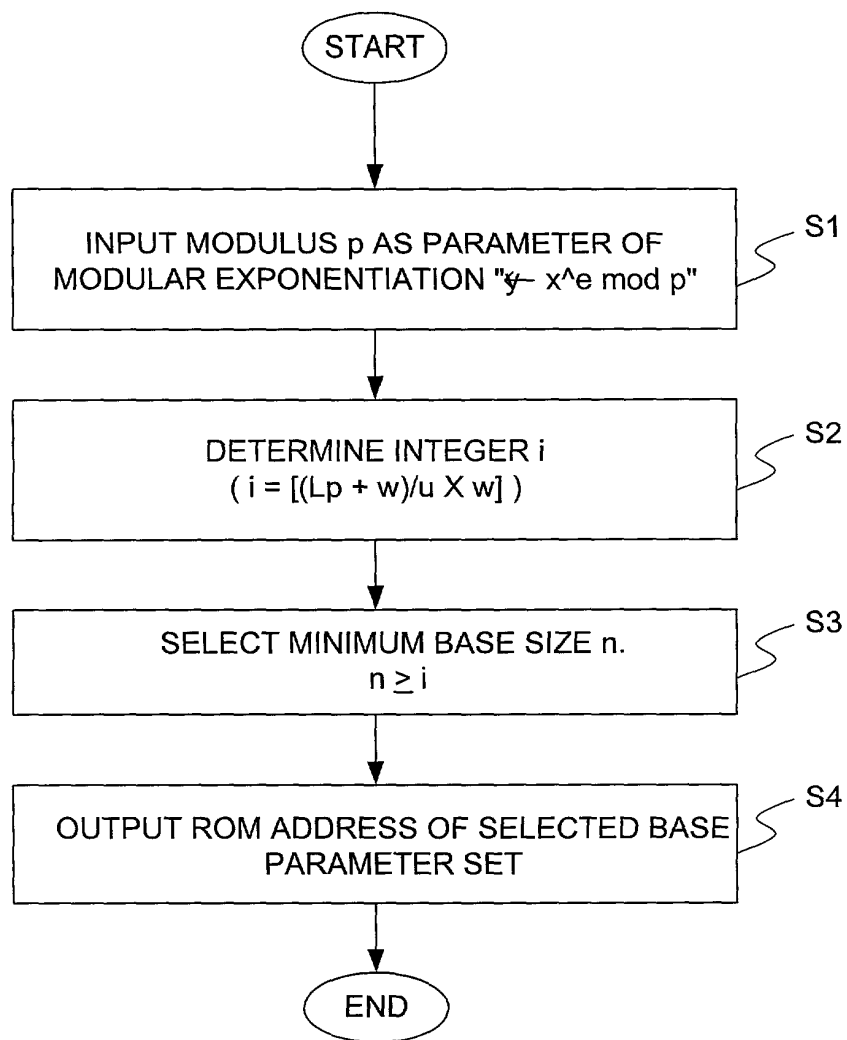 START
INPUT MODULUS p AS PARAMETER OF
MODULAR EXPONENTIATION "y← x^e mod p"
S1
DETERMINE INTEGER i
( i = [(Lp + w)/u X w] )
S2
SELECT MINIMUM BASE SIZE n.
n ≥ i
S3
OUTPUT ROM ADDRESS OF SELECTED BASE
PARAMETER SET
S4
END